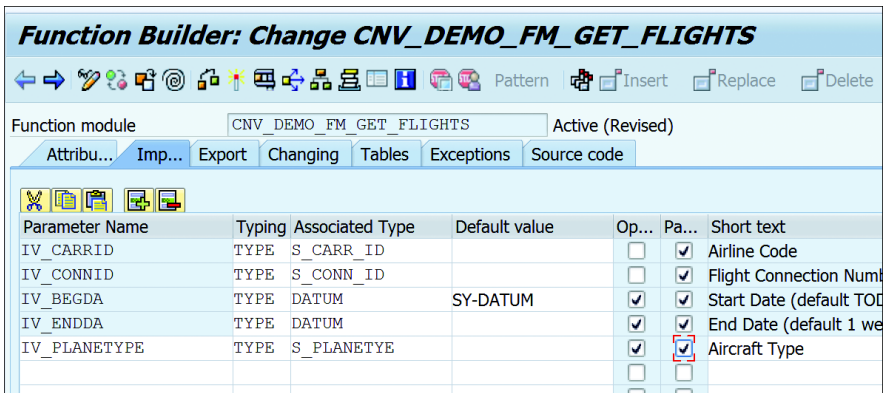 Function Builder: Change CNV_DEMO_FM_GET_FLIGHTS
Pattern Insert Replace Delete
Function module CNV_DEMO_FM_GET_FLIGHTS Active (Revised)
Attribu... Imp... Export Changing Tables Exceptions Source code
Parameter Name Typing Associated Type Default value Op... Pa... Short text
IV_CARRID TYPE S_CARR_ID Airline Code
IV_CONNID TYPE S_CONN_ID Flight Connection Numb
IV_BEGDA TYPE DATUM SY-DATUM Start Date (default TOD
IV_ENDDA TYPE DATUM End Date (default 1 we
IV_PLANETYPE TYPE S_PLANETYE Aircraft Type